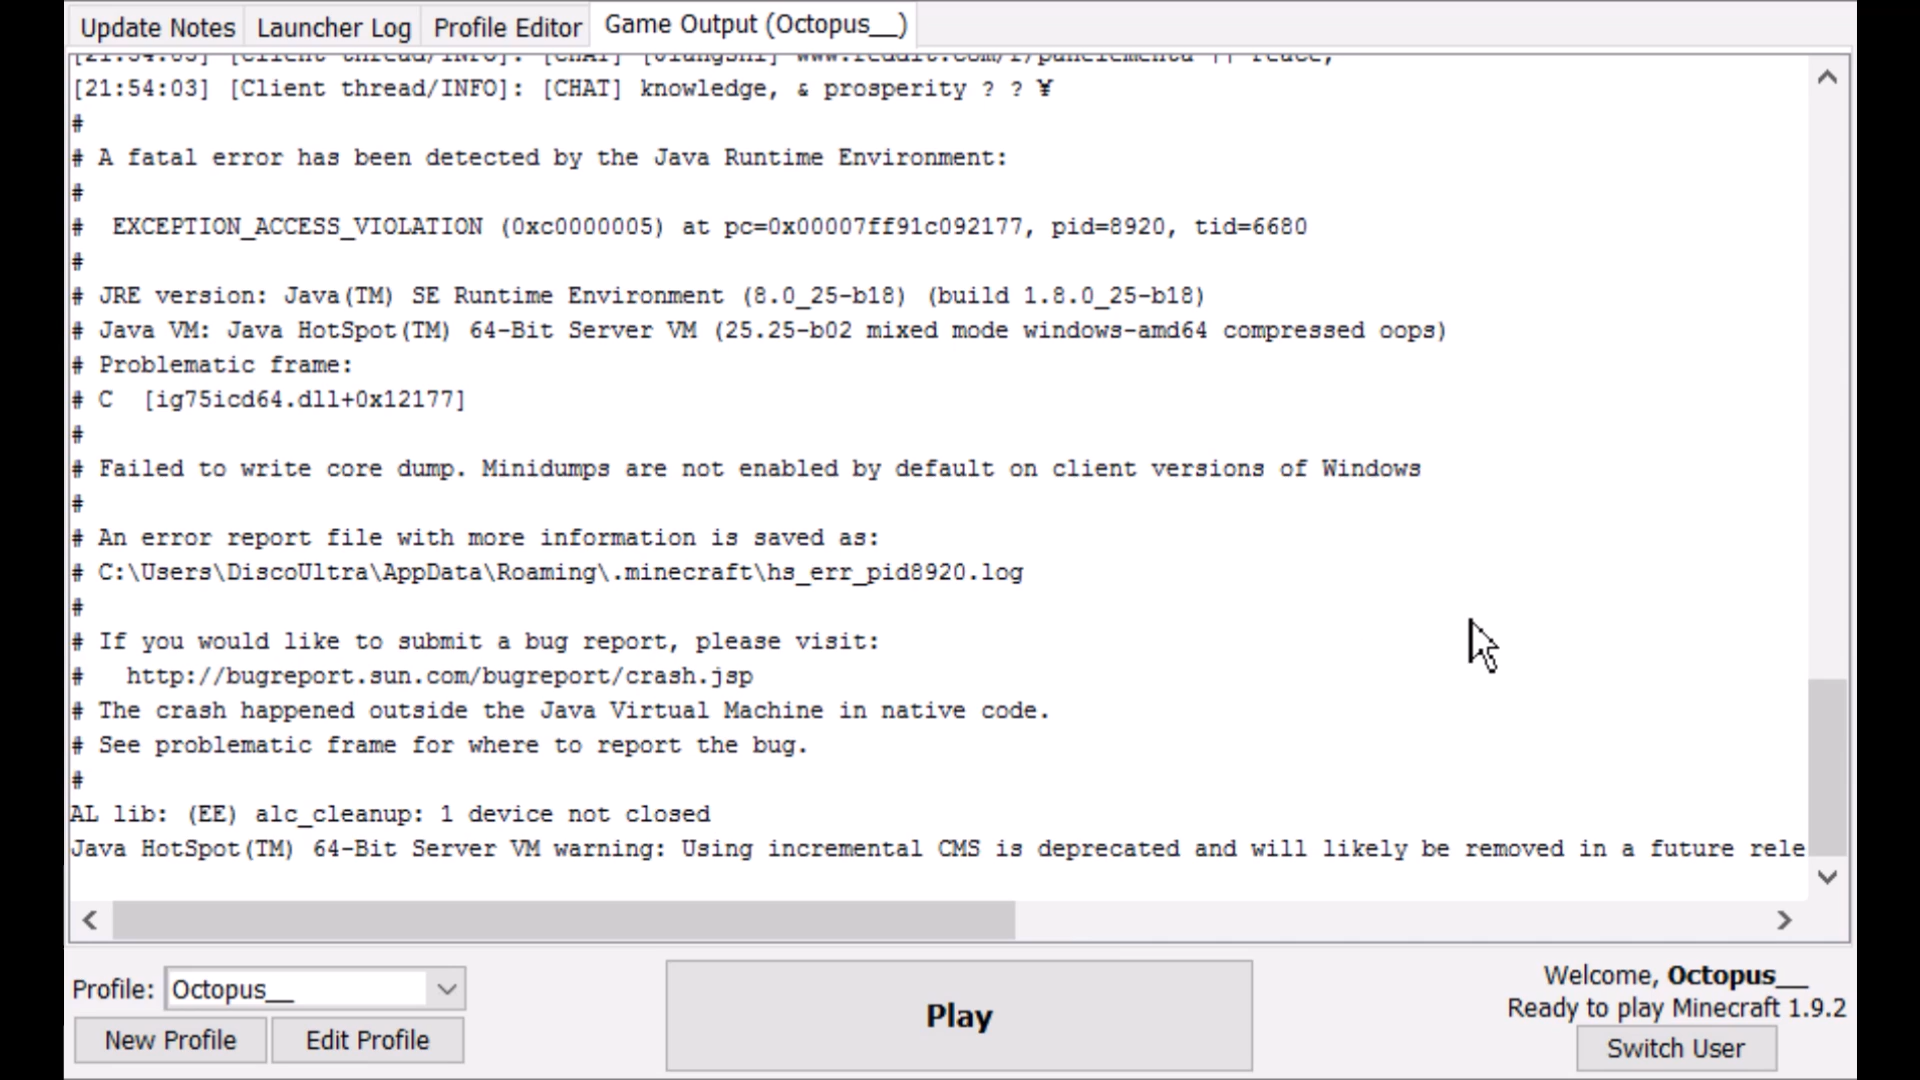 Update Notes
Launcher Log
Profile Editor
Game Output (Octopus__)
[21:54:03] [Client thread/INFO]: [CHAT]
[21:54:03] [Client thread/INFO]: [CHAT] knowledge, & prosperity ? ? ¥
#
# A fatal error has been detected by the Java Runtime Environment:
#
#  EXCEPTION_ACCESS_VIOLATION (0xc0000005) at pc=0x00007ff91c092177, pid=8920, tid=6680
#
# JRE version: Java(TM) SE Runtime Environment (8.0_25-b18) (build 1.8.0_25-b18)
# Java VM: Java HotSpot(TM) 64-Bit Server VM (25.25-b02 mixed mode windows-amd64 compressed oops)
# Problematic frame:
# C  [ig75icd64.dll+0x12177]
#
# Failed to write core dump. Minidumps are not enabled by default on client versions of Windows
#
# An error report file with more information is saved as:
# C:\Users\DiscoUltra\AppData\Roaming\.minecraft\hs_err_pid8920.log
#
# If you would like to submit a bug report, please visit:
#   http://bugreport.sun.com/bugreport/crash.jsp
# The crash happened outside the Java Virtual Machine in native code.
# See problematic frame for where to report the bug.
#
AL lib: (EE) alc_cleanup: 1 device not closed
Java HotSpot(TM) 64-Bit Server VM warning: Using incremental CMS is deprecated and will likely be removed in a future rele
Profile: Octopus__
New Profile
Edit Profile
Play
Welcome, Octopus__
Ready to play Minecraft 1.9.2
Switch User